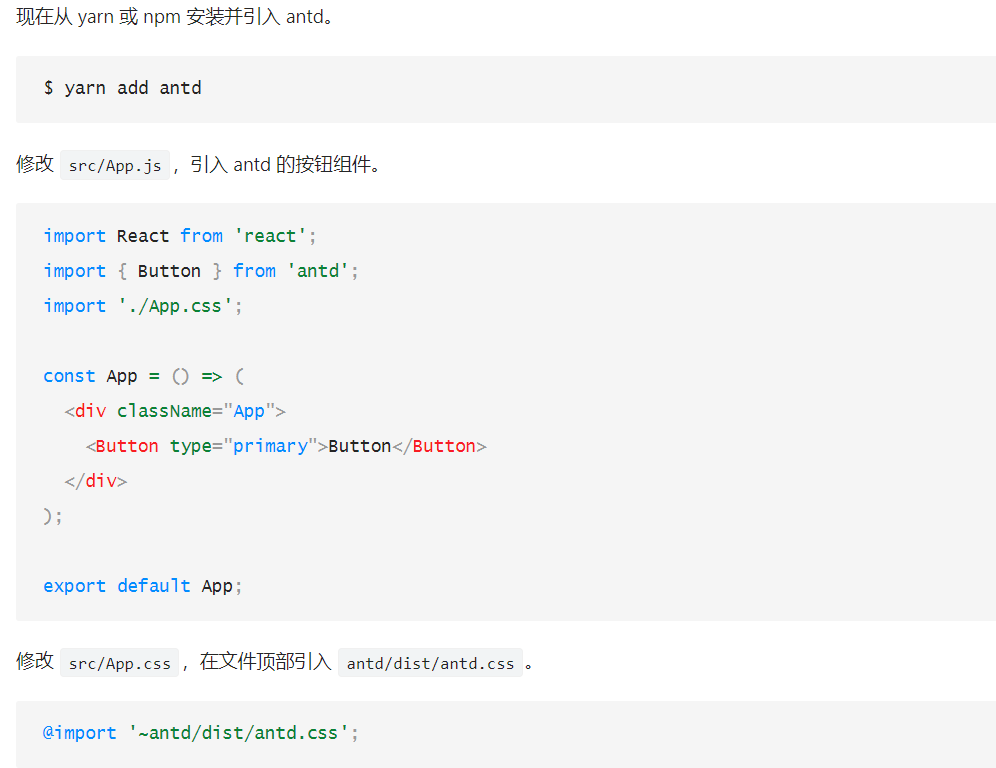 现在从 yarn 或 npm 安装并引入 antd。
$ yarn add antd
修改 src/App.js，引入 antd 的按钮组件。
import React from 'react';
import { Button } from 'antd';
import './App.css';
const App = () => (
  <div className="App">
    <Button type="primary">Button</Button>
  </div>
);
export default App;
修改 src/App.css，在文件顶部引入 antd/dist/antd.css。
@import '~antd/dist/antd.css';